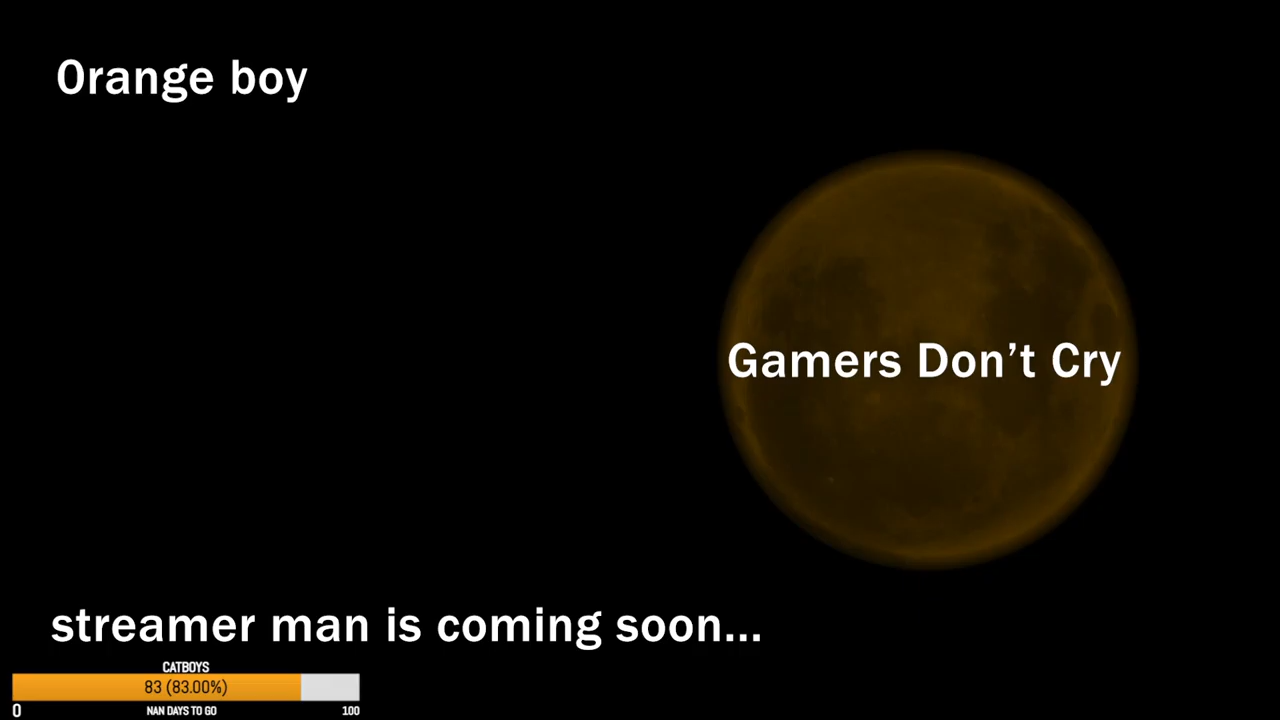 Orange boy
Gamers Don’t Cry
streamer man is coming soon...
CATBOYS
83 (83.00%)
0
NAN DAYS TO GO
100